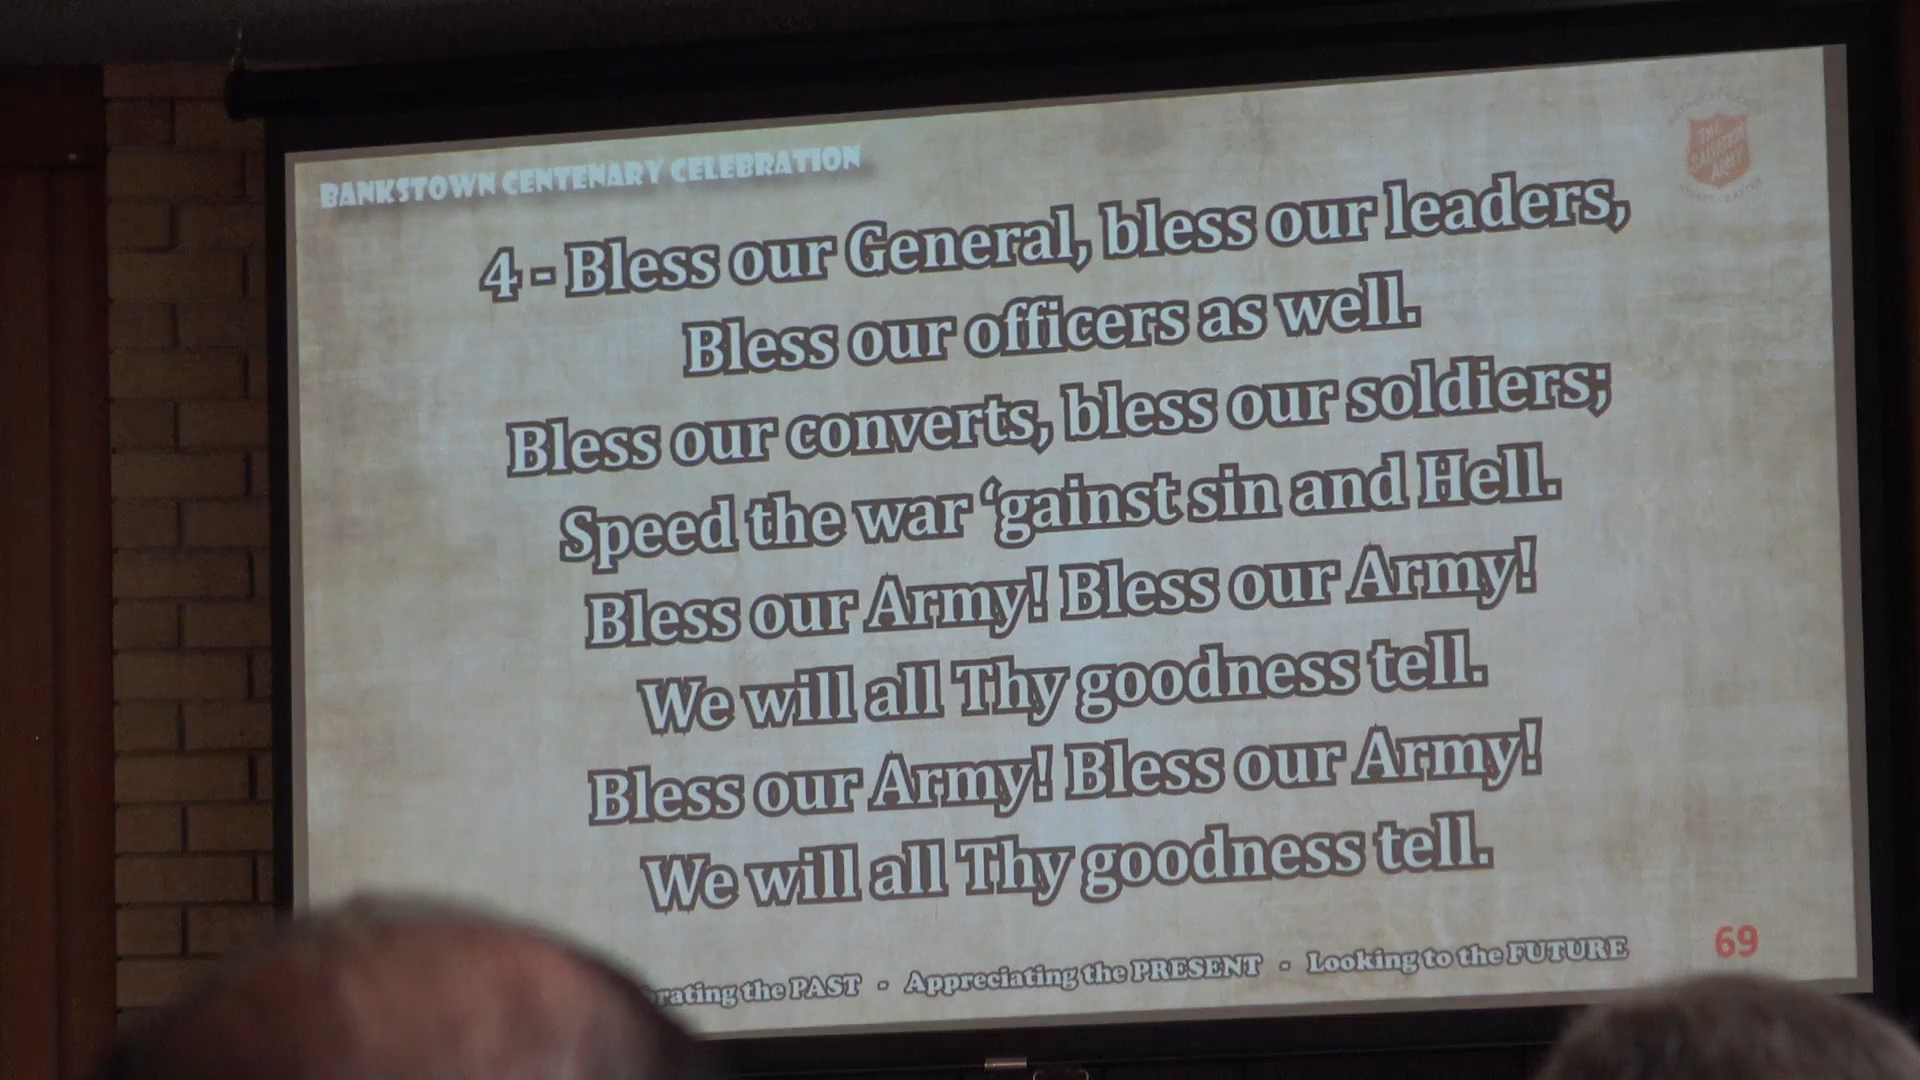 BANKSTOWN CENTENARY CELEBRATION
THE
SALVATION
ARMY
4 - Bless our General, bless our leaders,
Bless our officers as well.
Bless our converts, bless our soldiers;
Speed the war ‘gainst sin and Hell.
Bless our Army! Bless our Army!
We will all Thy goodness tell.
Bless our Army! Bless our Army!
We will all Thy goodness tell.
the PAST - Appreciating the PRESENT - Looking to the FUTURE
69